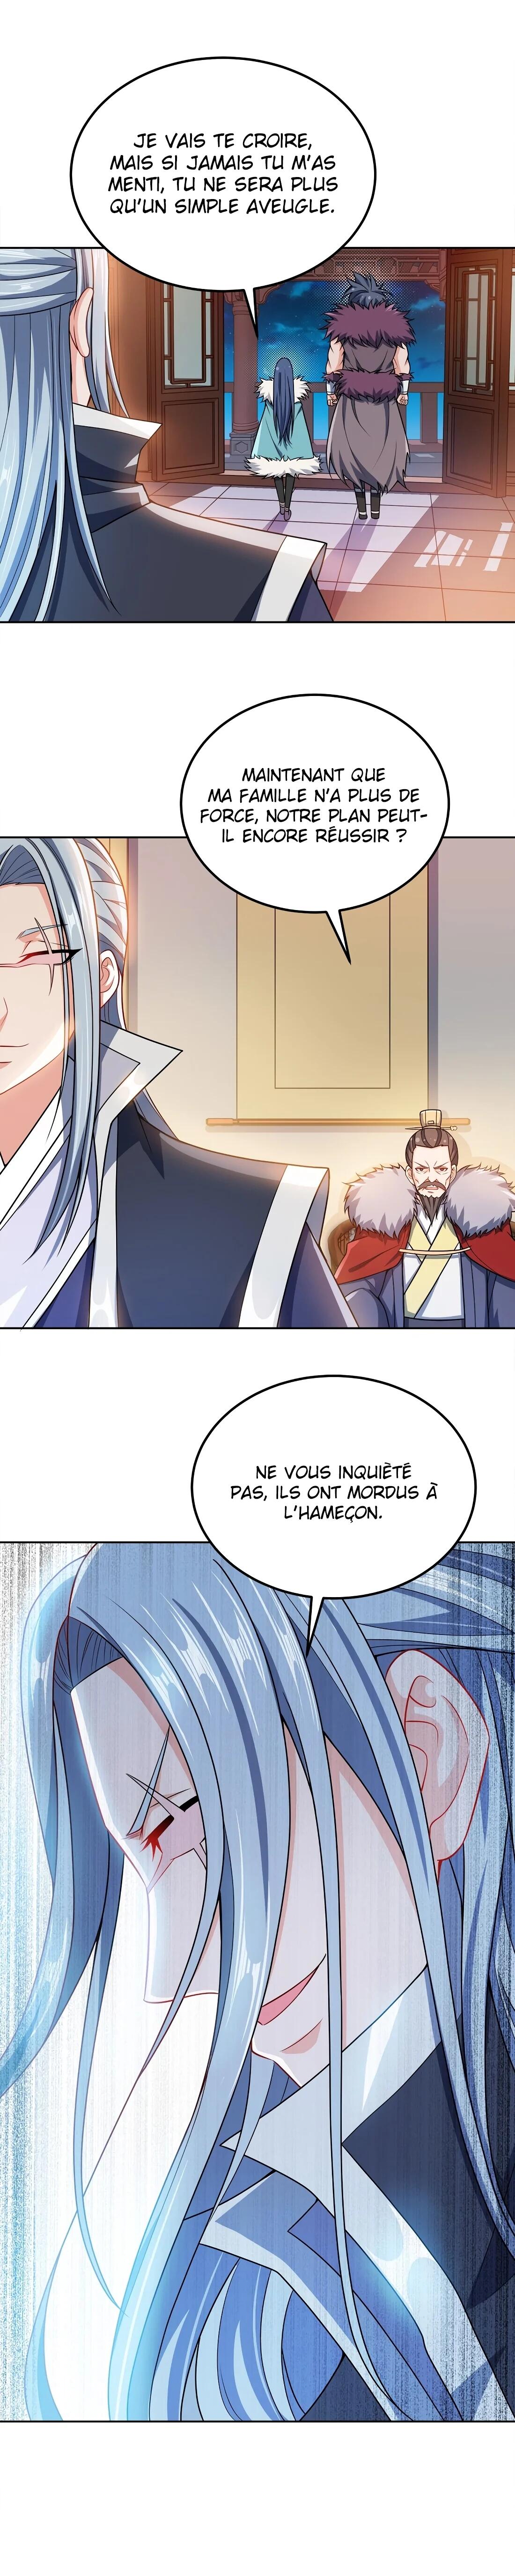 JE VAIS TE CROIRE,
MAIS SI JAMAIS TU M'AS
MENTI, TU NE SERA PLUS
QU'UN SIMPLE AVEUGLE.
MAINTENANT QUE
MA FAMILLE N'A PLUS DE
FORCE, NOTRE PLAN PEUT-
IL ENCORE RÉUSSIR ?
NE VOUS INQUIÈTÉ
PAS, ILS ONT MORDUS À
L'HAMEÇON.